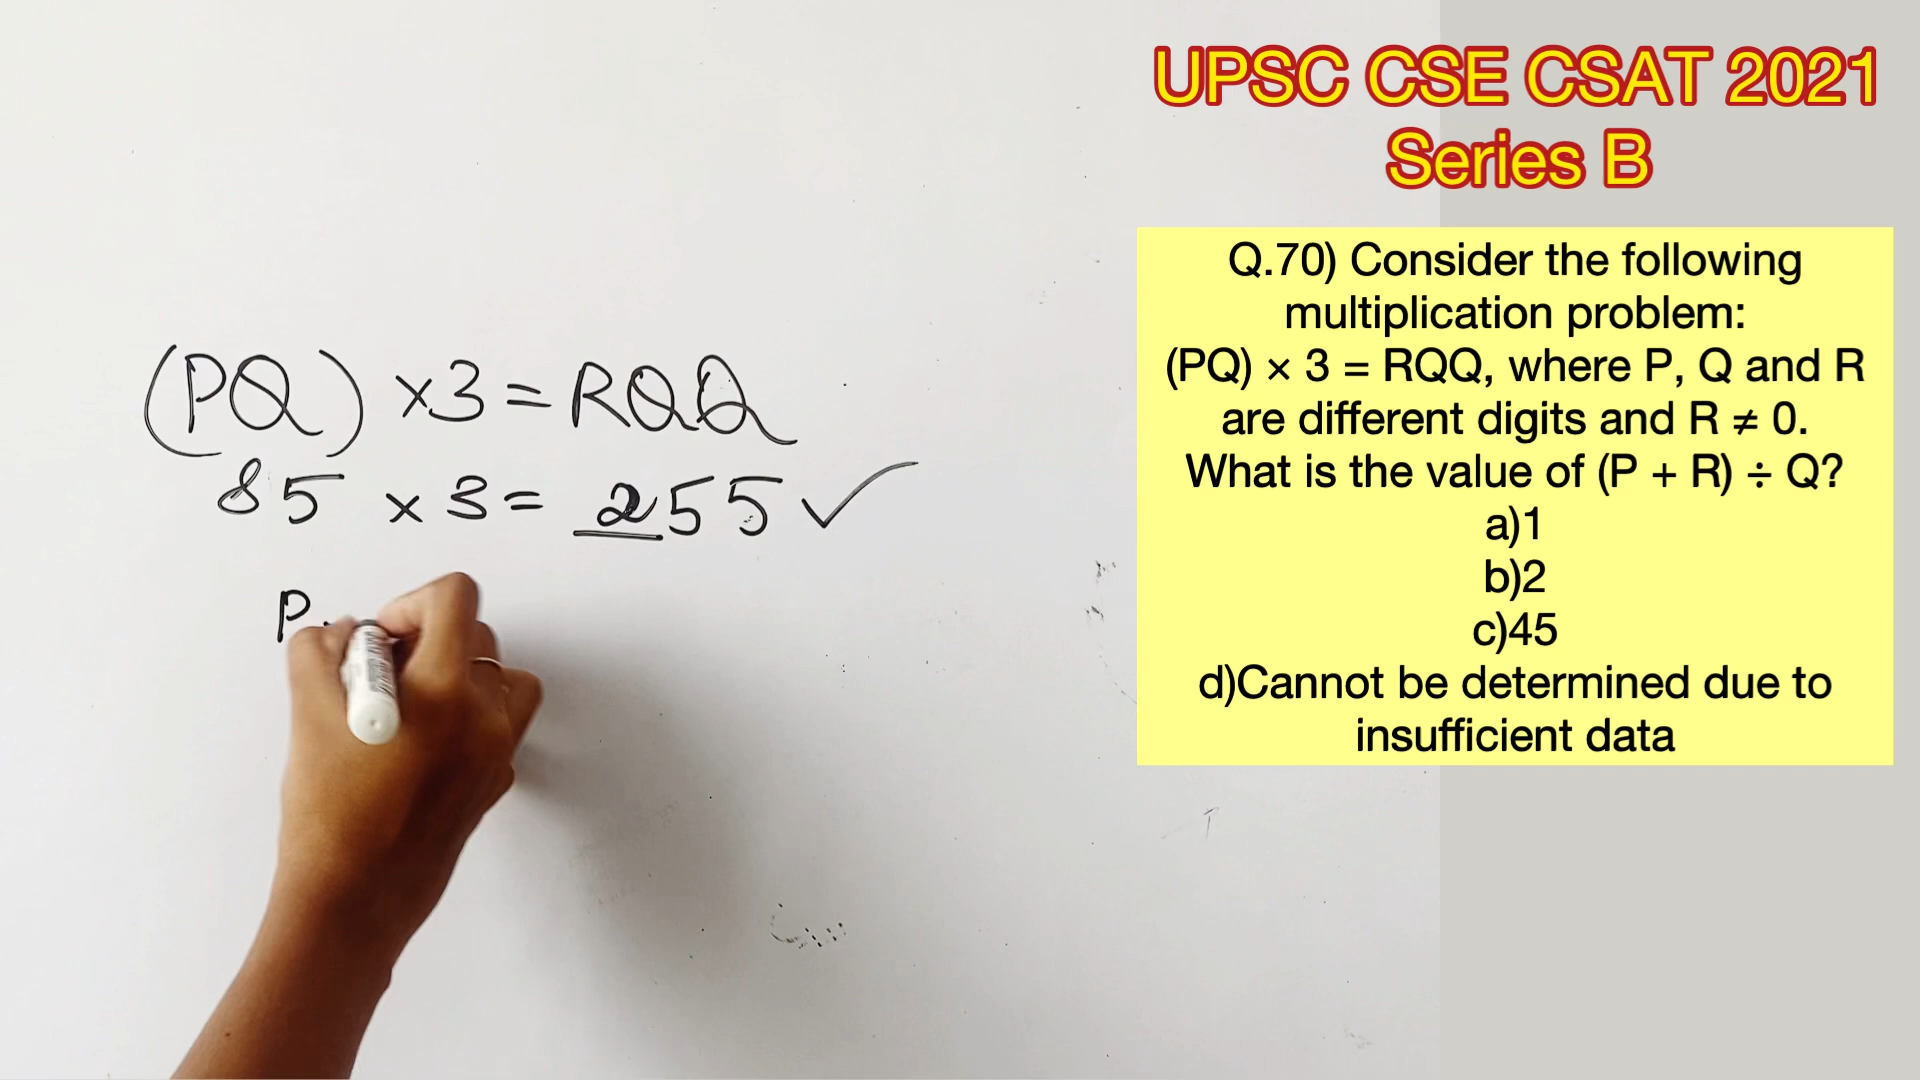 UPSC CSE CSAT 2021
Series B
Q.70) Consider the following
multiplication problem:
(PQ) × 3 = RQQ, where P, Q and R
are different digits and R ≠ 0.
What is the value of (P + R) ÷ Q?
a)1
b)2
c)45
d)Cannot be determined due to
insufficient data
(PQ) ×3 = RQQ
85 ×3 = 255 ✓
P